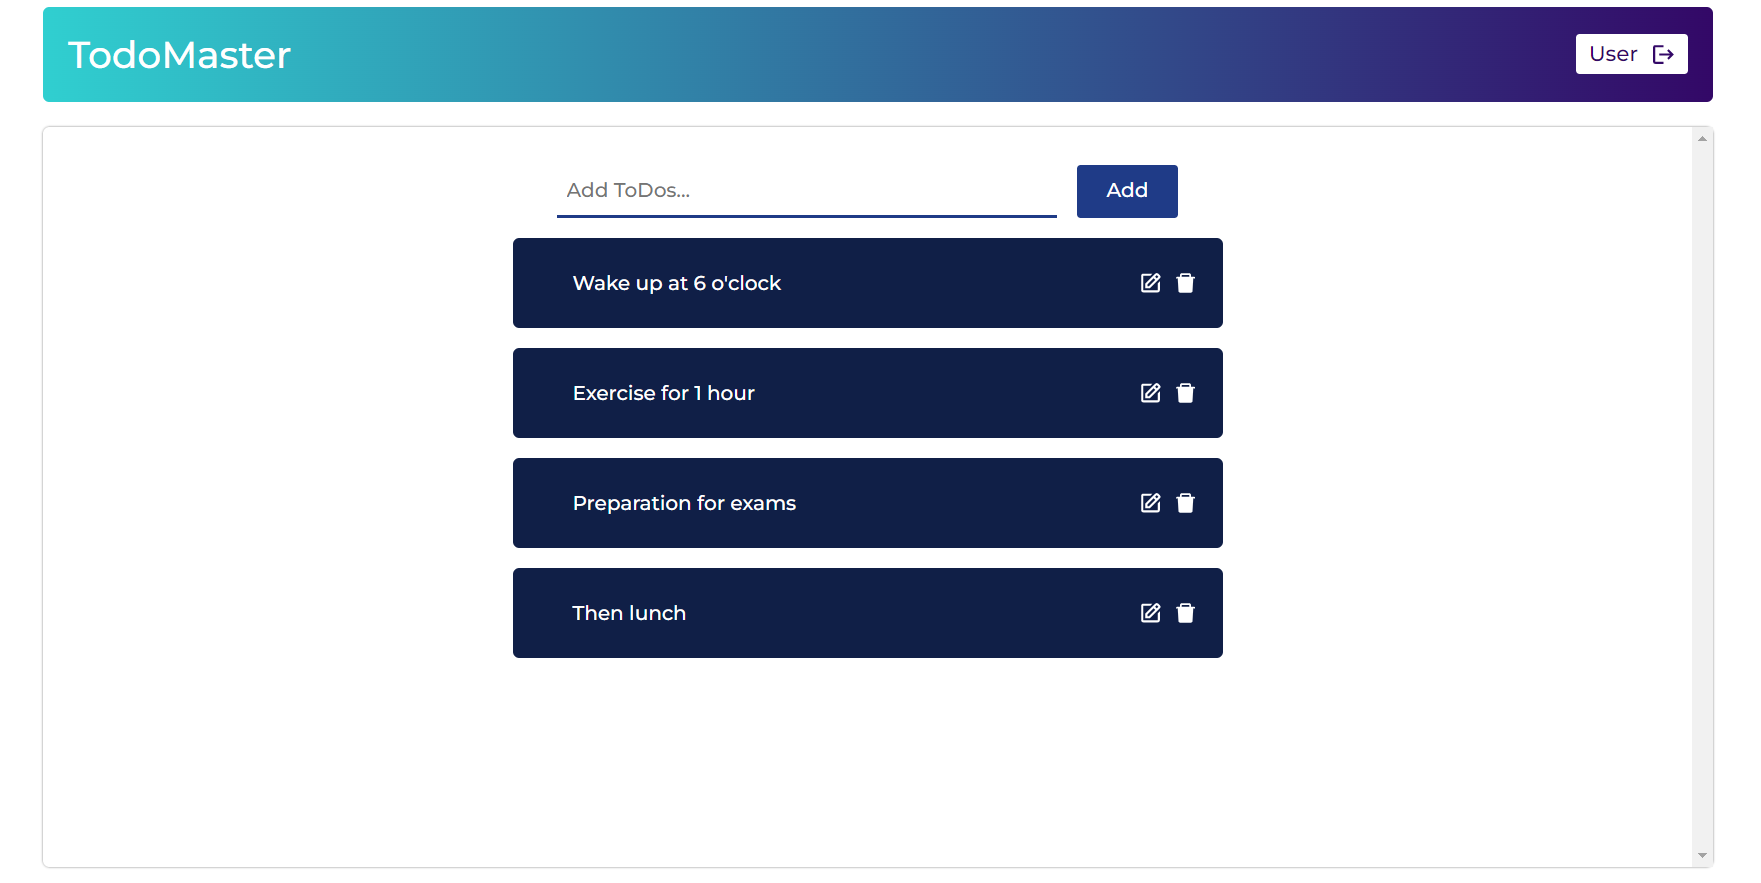 TodoMaster
User
Add ToDos...
Add
Wake up at 6 o'clock
Exercise for 1 hour
Preparation for exams
Then lunch